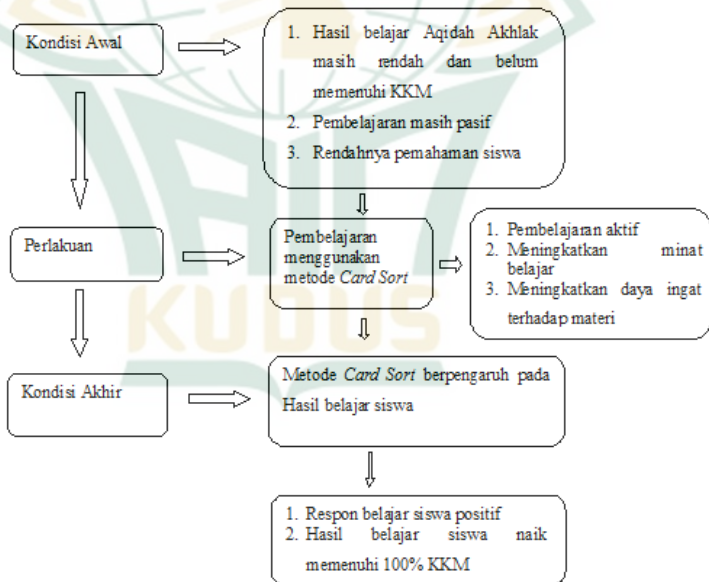 Kondisi Awal
1. Hasil belajar Aqidah Akhlak
masih rendah dan belum
memenuhi KKM
2. Pembelajaran masih pasif
3. Rendahnya pemahaman siswa
Perlakuan
Pembelajaran
menggunakan
metode Card Sort
1. Pembelajaran aktif
2. Meningkatkan minat
belajar
3. Meningkatkan daya ingat
terhadap materi
KUDUS
Kondisi Akhir
Metode Card Sort berpengaruh pada
Hasil belajar siswa
1. Respon belajar siswa positif
2. Hasil belajar siswa naik
memenuhi 100% KKM